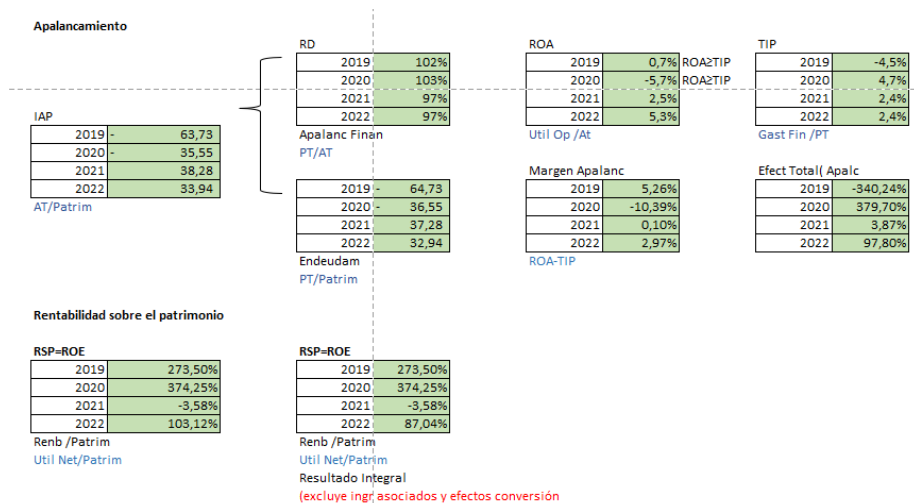 Apalancamiento
RD ROA TIP
2019 102% 2019 0,7% ROA≥TIP 2019 -4,5%
2020 103% 2020 -5,7% ROA≥TIP 2020 4,7%
2021 97% 2021 2,5% 2021 2,4%
2022 97% 2022 5,3% 2022 2,4%
Apalanc Finan Util Op /At Gast Fin /PT
PT/AT
IAP
2019 - 63,73
2020 - 35,55
2021 38,28
2022 33,94
AT/Patrim
Margen Apalanc Efect Total( Apalc
2019 - 64,73 2019 5,26% 2019 -340,24%
2020 - 36,55 2020 -10,39% 2020 379,70%
2021 37,28 2021 0,10% 2021 3,87%
2022 32,94 2022 2,97% 2022 97,80%
Endeudam ROA-TIP
PT/Patrim
Rentabilidad sobre el patrimonio
RSP=ROE RSP=ROE
2019 273,50% 2019 273,50%
2020 374,25% 2020 374,25%
2021 -3,58% 2021 -3,58%
2022 103,12% 2022 87,04%
Renb /Patrim Renb /Patrim
Util Net/Patrim Util Net/Patrim
Resultado Integral
(excluye ingr asociados y efectos conversión